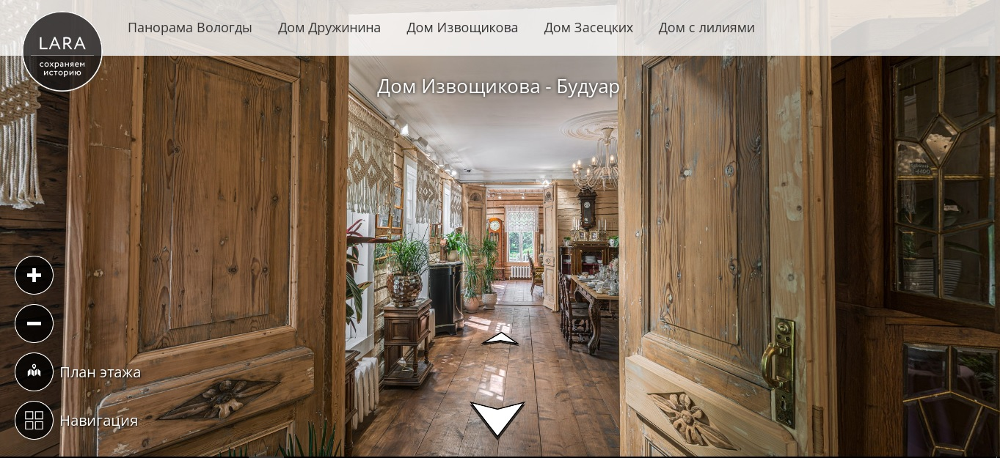 LARA
сохраняем
историю
Панорама Вологды Дом Дружинина Дом Извощикова Дом Засецких Дом с лилиями
Дом Извощикова - Будуар
План этажа
Навигация